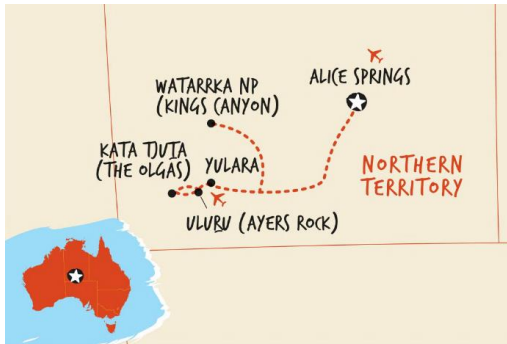 WATARRKA NP
(KINGS CANYON)
ALICE SPRINGS
KATA TJUTA
(THE OLGAS)
YULARA
NORTHERN
TERRITORY
ULURU (AYERS ROCK)